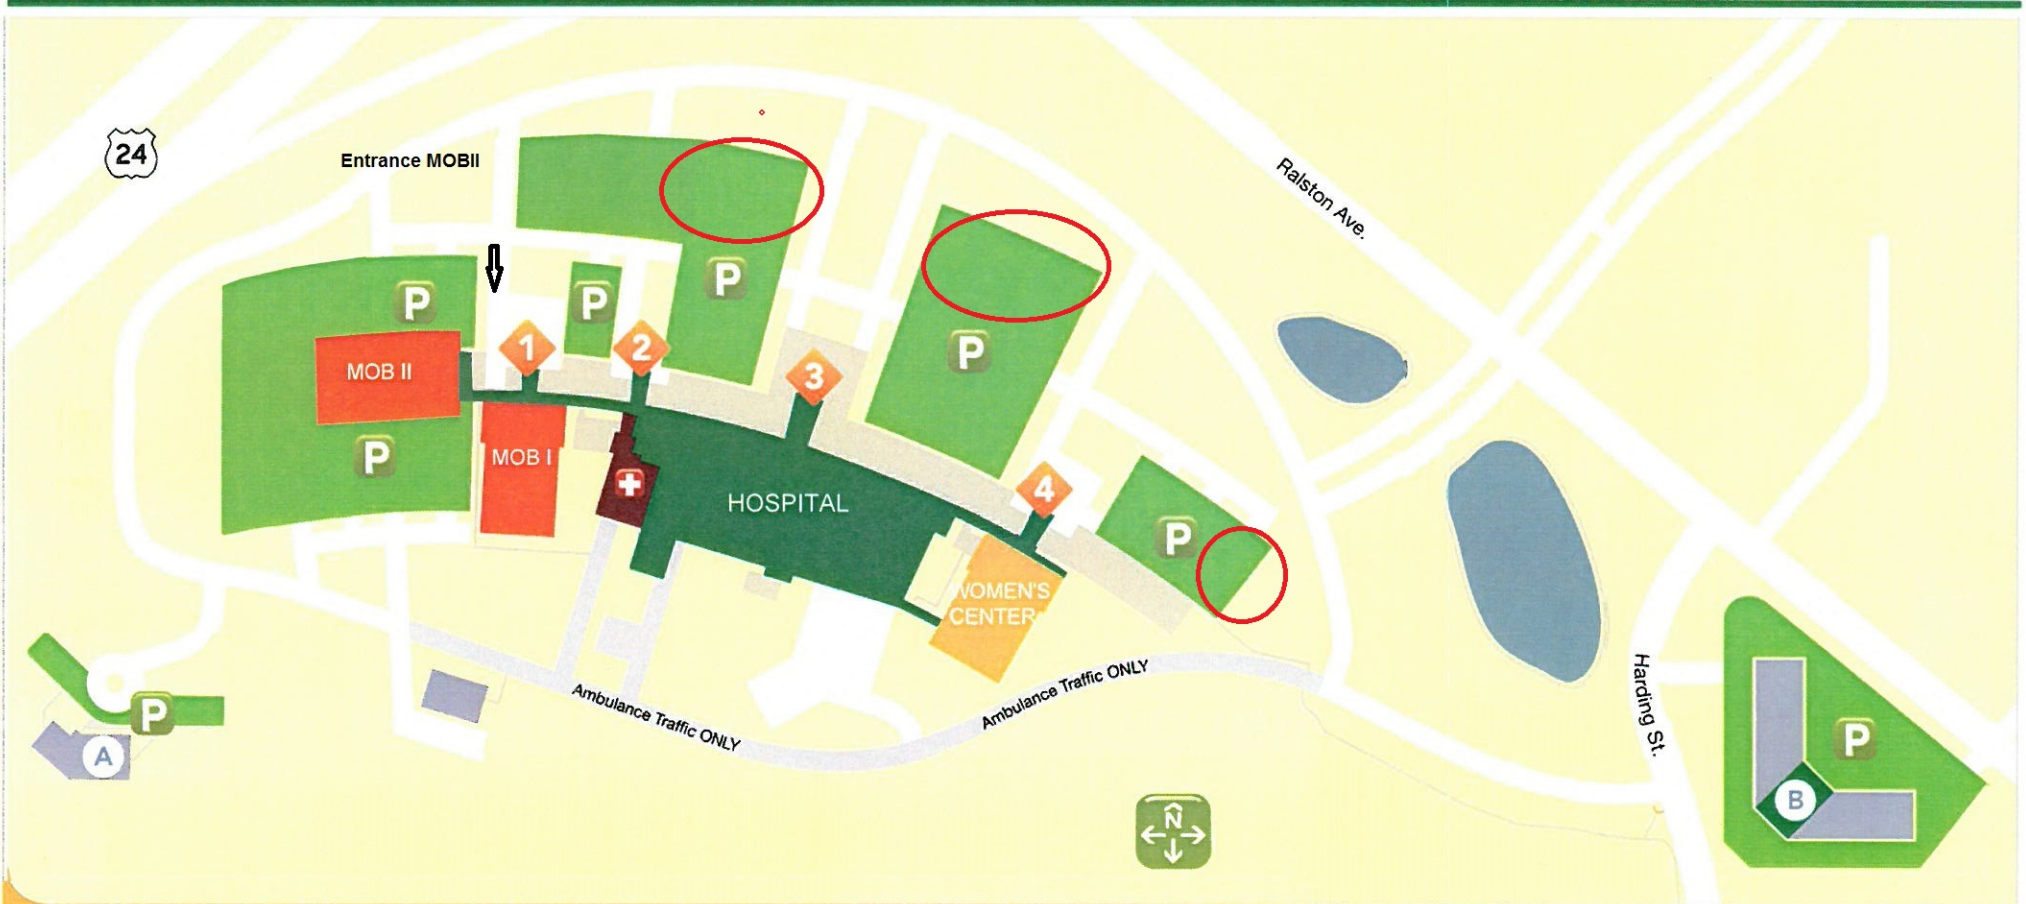 24
Entrance MOBII
Ralston Ave.
P
P
P
P
1
2
3
MOB II
P
P
MOB I
HOSPITAL
4
P
WOMEN'S
CENTER
Ambulance Traffic ONLY
Ambulance Traffic ONLY
Harding St.
P
A
P
B
N